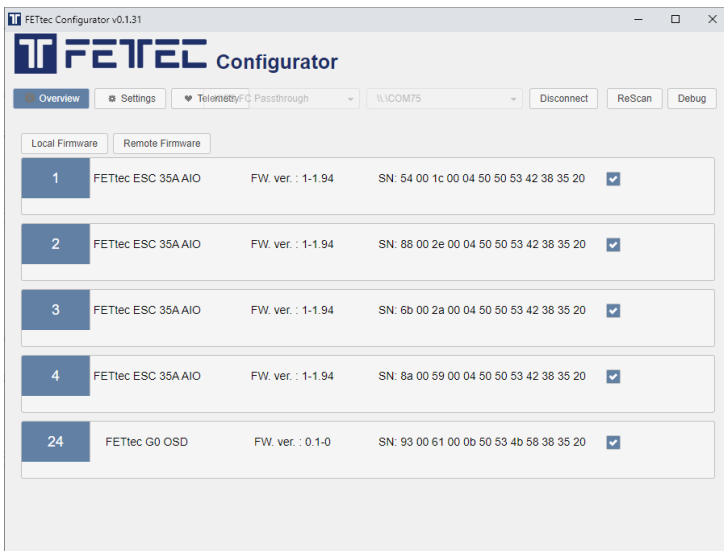 FETtec Configurator v0.1.31
FETTEC Configurator
Overview Settings Telemetry FC Passthrough \\.\COM75 Disconnect ReScan Debug
Local Firmware Remote Firmware
1 FETtec ESC 35A AIO FW. ver. : 1-1.94 SN: 54 00 1c 00 04 50 50 53 42 38 35 20
2 FETtec ESC 35A AIO FW. ver. : 1-1.94 SN: 88 00 2e 00 04 50 50 53 42 38 35 20
3 FETtec ESC 35A AIO FW. ver. : 1-1.94 SN: 6b 00 2a 00 04 50 50 53 42 38 35 20
4 FETtec ESC 35A AIO FW. ver. : 1-1.94 SN: 8a 00 59 00 04 50 50 53 42 38 35 20
24 FETtec G0 OSD FW. ver. : 0.1-0 SN: 93 00 61 00 0b 50 53 4b 58 38 35 20